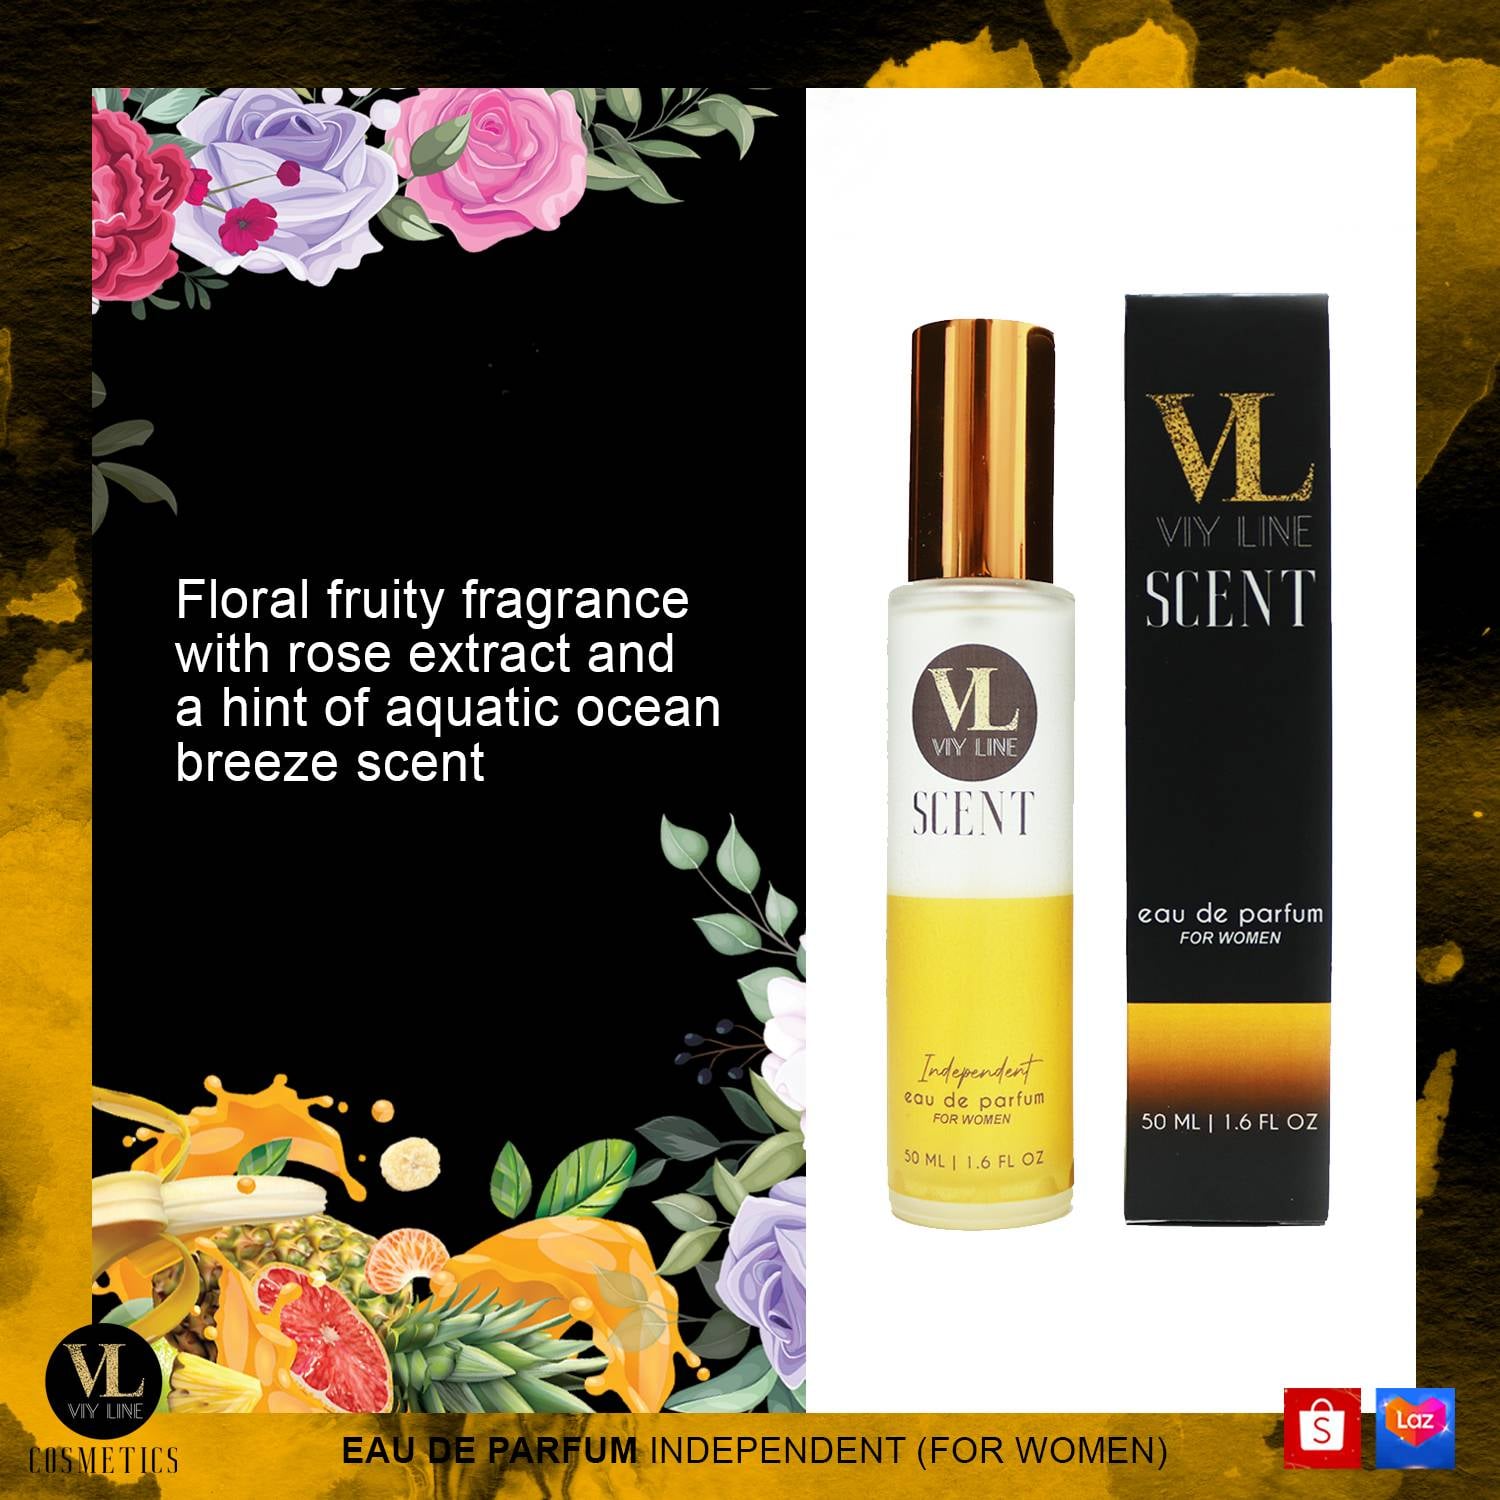 Floral fruity fragrance
with rose extract and
a hint of aquatic ocean
breeze scent
VL
VIY LINE
SCENT
Independent
eau de parfum
FOR WOMEN
50 ML | 1.6 FL OZ
VL
VIY LINE
SCENT
eau de parfum
FOR WOMEN
50 ML | 1.6 FL OZ
VL
VIY LINE
COSMETICS
EAU DE PARFUM INDEPENDENT (FOR WOMEN)
S
Laz